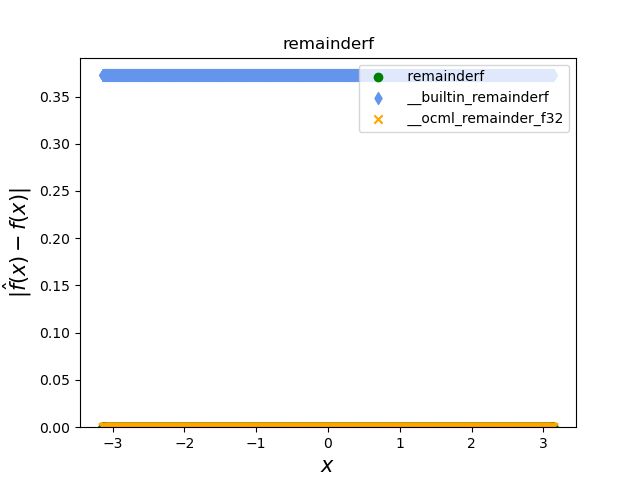 remainderf
remainderf
__builtin_remainderf
__ocml_remainder_f32
|f̂(x) − f(x)|
0.35
0.30
0.25
0.20
0.15
0.10
0.05
0.00
−3 −2 −1 0 1 2 3
x